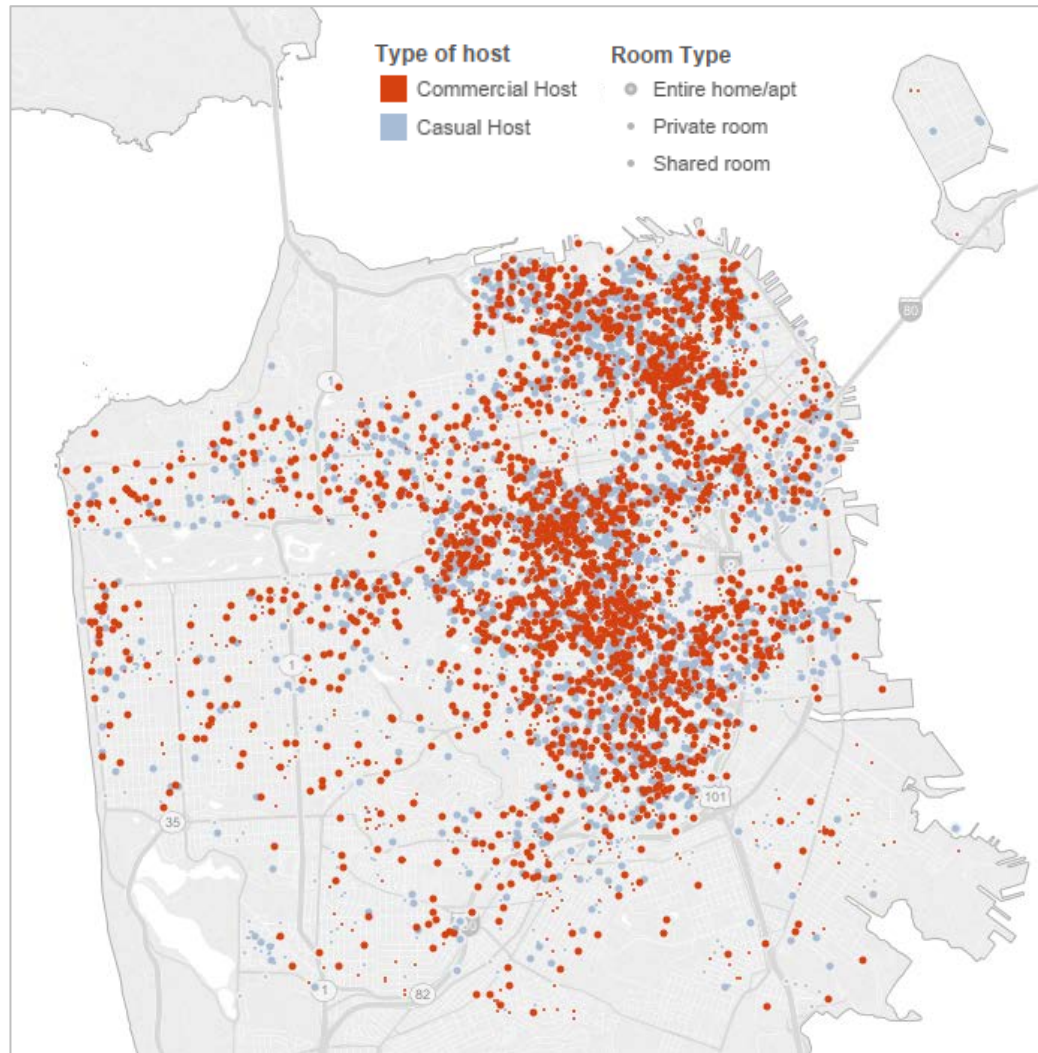 Type of host
Commercial Host
Casual Host
Room Type
Entire home/apt
Private room
Shared room
80
1
1
101
35
1
82